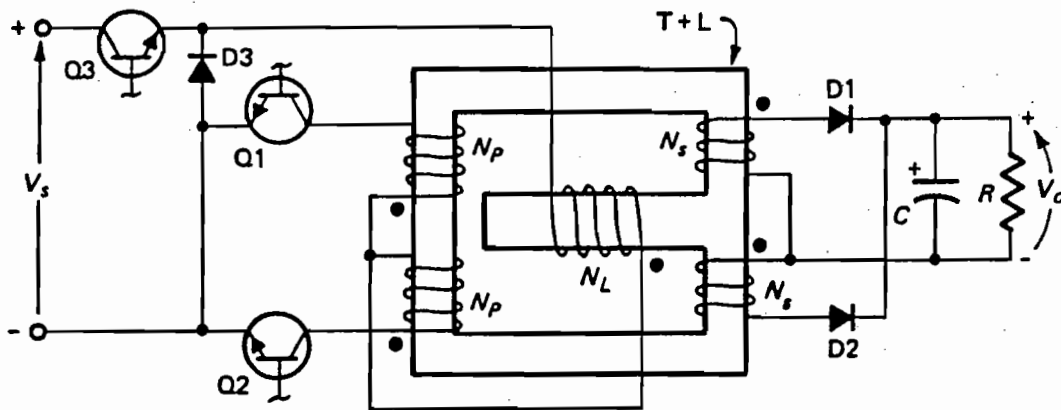 T+L
+
Q3
D3
D1
Q1
N_P
N_s
+
+
V_s
C
R
V_o
N_L
-
N_P
N_s
-
Q2
D2